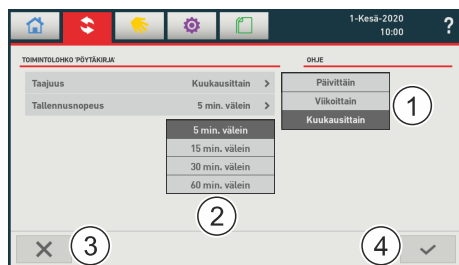 1-Kesä-2020
10:00
?
TOIMINTOLOHKO 'PÖYTÄKIRJA'
OHJE
Taajuus Kuukausittain >
Tallennusnopeus 5 min. välein >
Päivittäin
Viikoittain
Kuukausittain
1
5 min. välein
15 min. välein
30 min. välein
60 min. välein
2
3
4